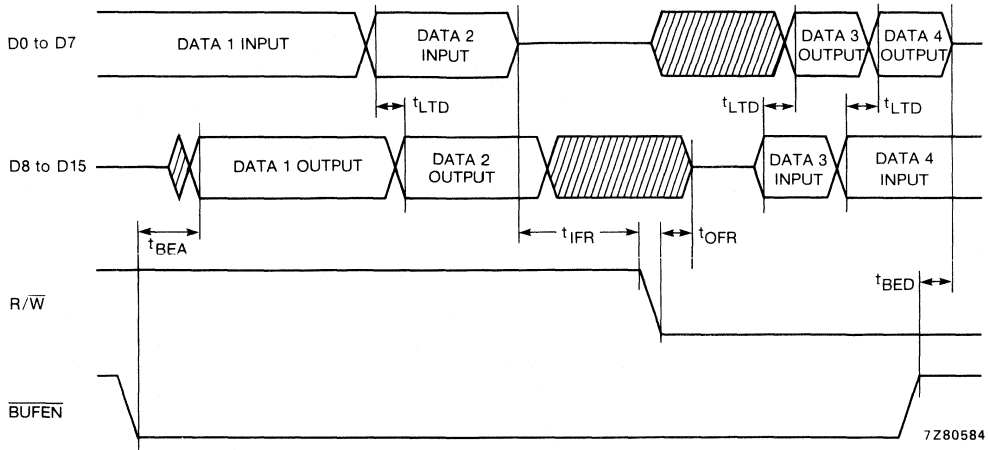 D0 to D7
DATA 1 INPUT
DATA 2
INPUT
DATA 3
OUTPUT
DATA 4
OUTPUT
tLTD
tLTD
tLTD
D8 to D15
DATA 1 OUTPUT
DATA 2
OUTPUT
DATA 3
INPUT
DATA 4
INPUT
tBEA
tIFR
tOFR
tBED
R/W̅
B̅U̅F̅E̅N̅
7Z80584